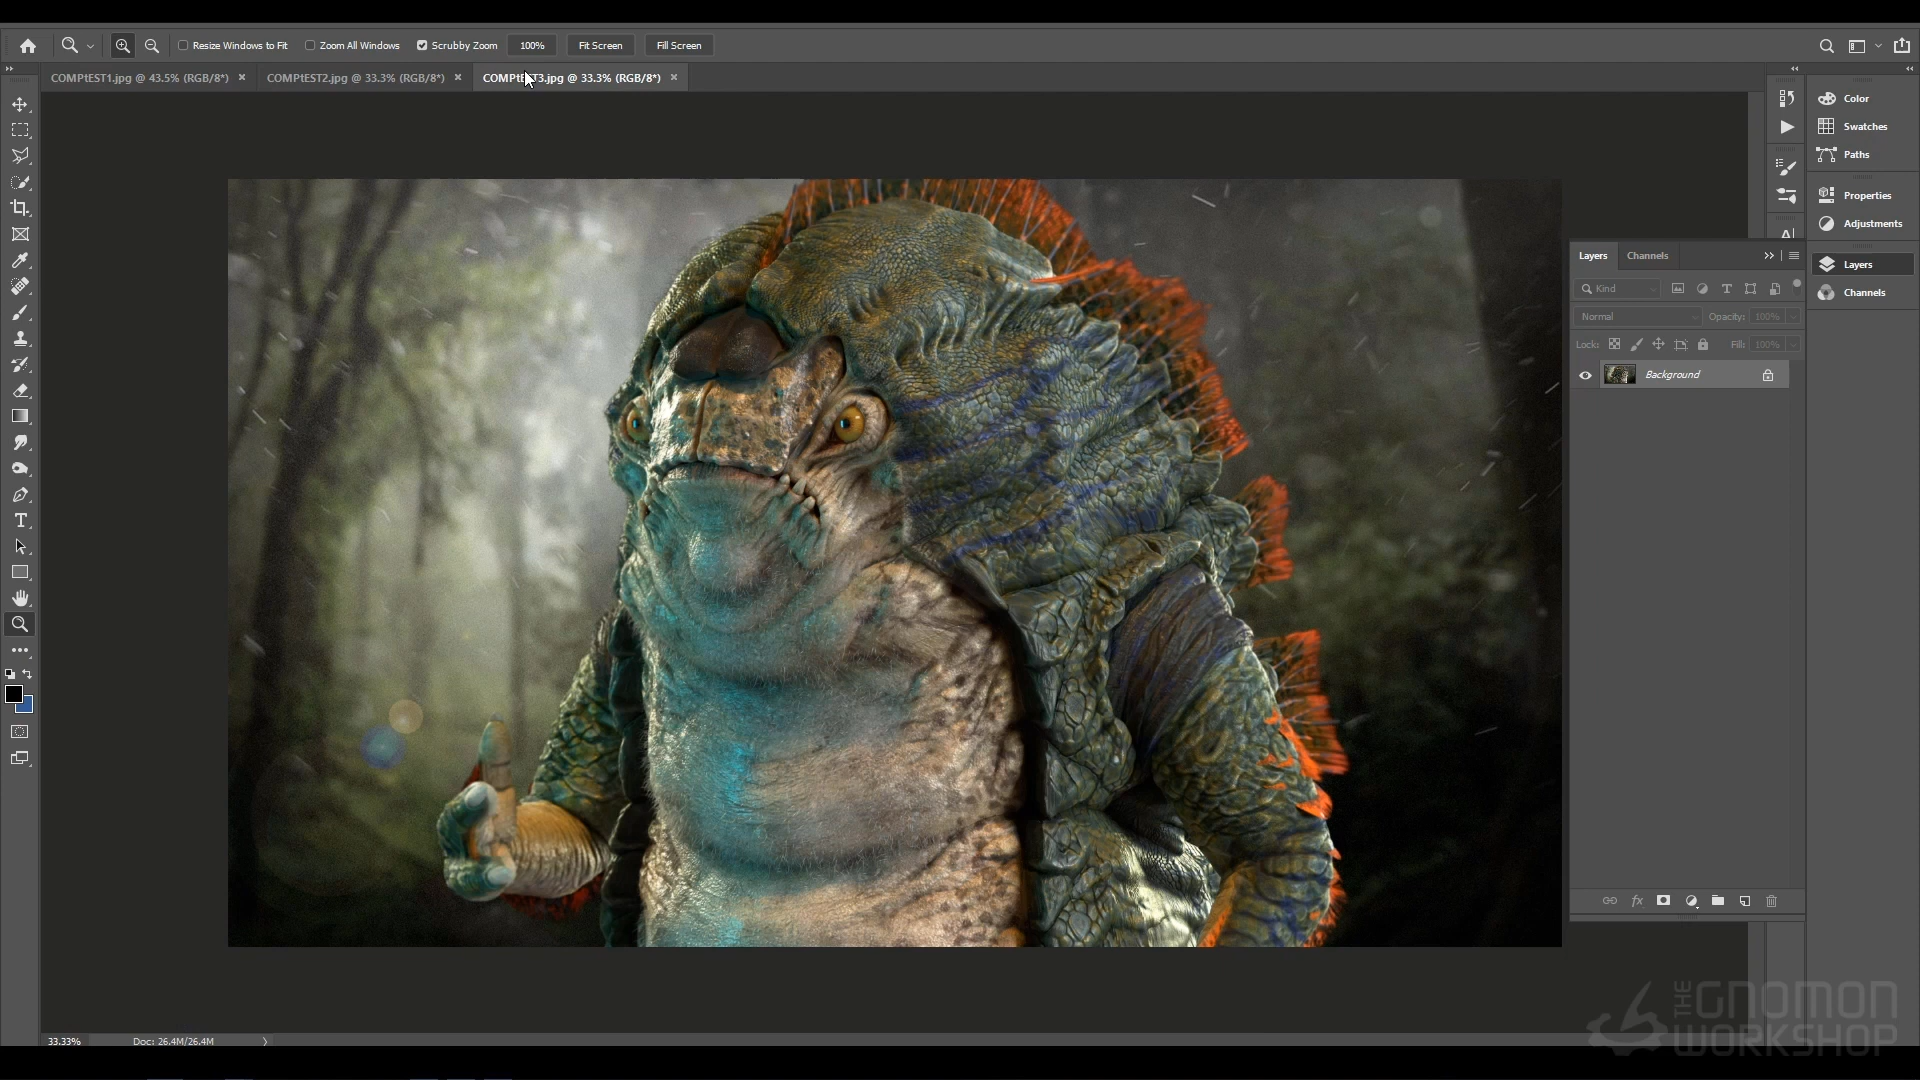 Resize Windows to Fit Zoom All Windows Scrubby Zoom 100% Fit Screen Fill Screen
COMPtEST1.jpg @ 43.5% (RGB/8*) × COMPtEST2.jpg @ 33.3% (RGB/8*) × COMPtEST3.jpg @ 33.3% (RGB/8*) ×
Color
Swatches
Paths
Properties
Adjustments
Layers
Channels
Layers Channels
Kind
Normal Opacity: 100%
Lock: Fill: 100%
Background
33.33% Doc: 26.4M/26.4M
THE GNOMON
WORKSHOP